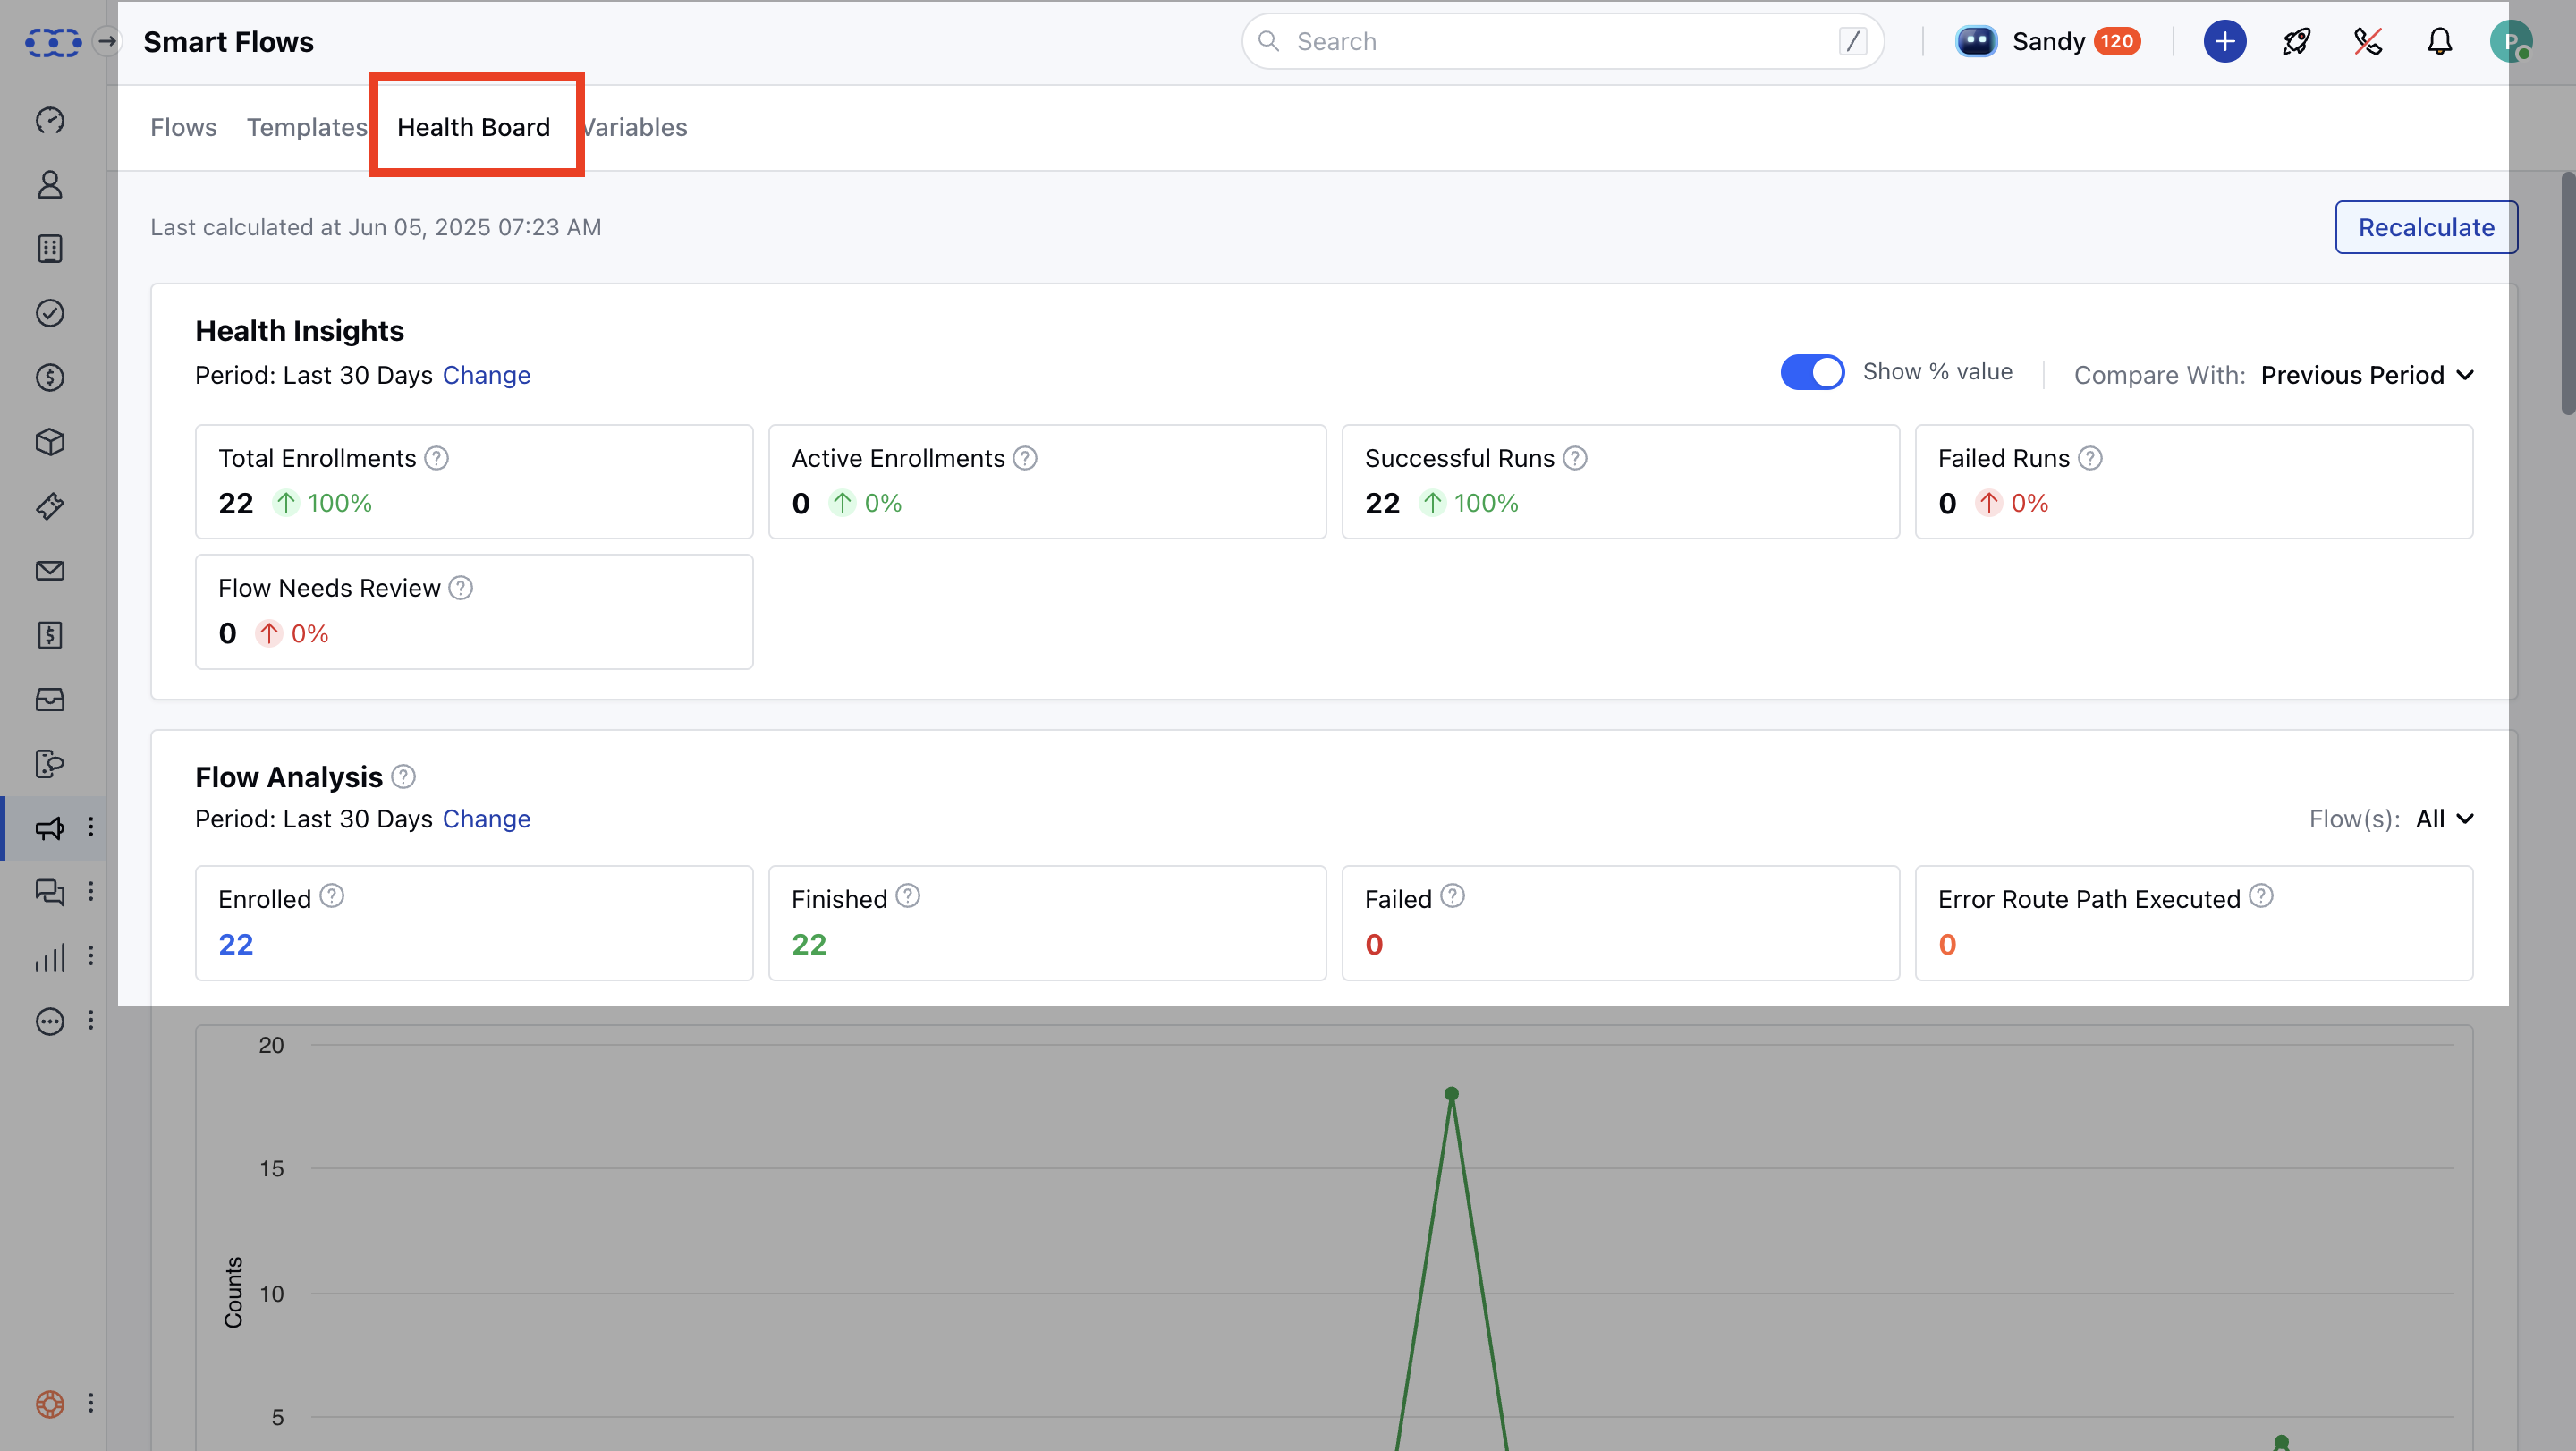 Smart Flows
Search
/
Sandy 120
P
Flows Templates Health Board Variables
Last calculated at Jun 05, 2025 07:23 AM
Recalculate
Health Insights
Period: Last 30 Days Change
Show % value
Compare With: Previous Period
Total Enrollments ?
22 100%
Active Enrollments ?
0 0%
Successful Runs ?
22 100%
Failed Runs ?
0 0%
Flow Needs Review ?
0 0%
Flow Analysis ?
Period: Last 30 Days Change
Flow(s): All
Enrolled ?
22
Finished ?
22
Failed ?
0
Error Route Path Executed ?
0
20
15
10
5
Counts